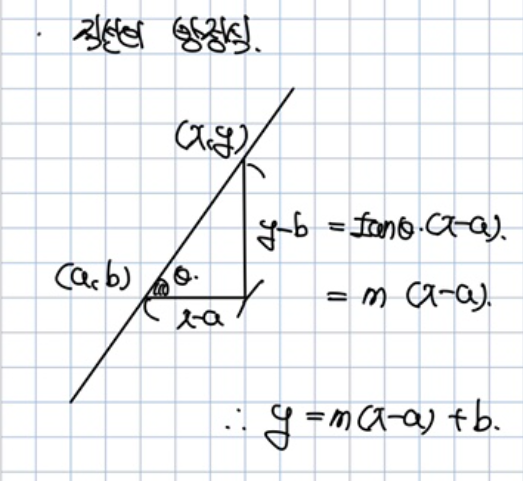 · 직선의 방정식.
(x,y)
y-b = tanθ·(x-a).
(a,b) θ.
= m (x-a).
x-a
∴ y = m(x-a) + b.